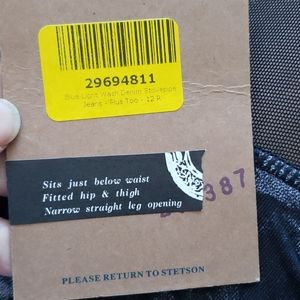 29694811
Blue Light Wash Denim Stovepipe
Jeans - Plus Too - 12 R
Sits just below waist
Fitted hip & thigh
Narrow straight leg opening
387
PLEASE RETURN TO STETSON